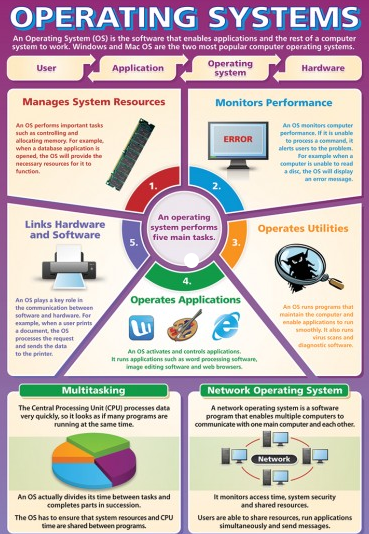 OPERATING SYSTEMS
An Operating System (OS) is the software that enables applications and the rest of a computer
system to work. Windows and Mac OS are the two most popular computer operating systems.
User
Application
Operating
system
Hardware
Manages System Resources
An OS performs important tasks
such as controlling and
allocating memory. For example,
when a database application is
opened, the OS will provide the
necessary resources for it to
function.
1.
Monitors Performance
ERROR
An OS monitors computer
performance. If it is unable
to process a command, it
alerts users to the problem.
For example when a
computer is unable to read
a disc, the OS will display
an error message.
2.
An operating
system performs
five main tasks.
Links Hardware
and Software
An OS plays a key role in
the communication between
software and hardware. For
example, when a user prints
a document, the OS
processes the request
and sends the data
to the printer.
5.
3.
Operates Utilities
An OS runs programs that
maintain the computer and
enable applications to run
smoothly. It also runs
virus scans and
diagnostic software.
4.
Operates Applications
W
e
An OS activates and controls applications.
It runs applications such as word processing software,
image editing software and web browsers.
Multitasking
The Central Processing Unit (CPU) processes data
very quickly, so it looks as if many programs are
running at the same time.
An OS actually divides its time between tasks and
completes parts in succession.
The OS has to ensure that system resources and CPU
time are shared between programs.
Network Operating System
A network operating system is a software
program that enables multiple computers to
communicate with one main computer and each other.
Network
It monitors access time, system security
and shared resources.
Users are able to share resources, run applications
simultaneously and send messages.